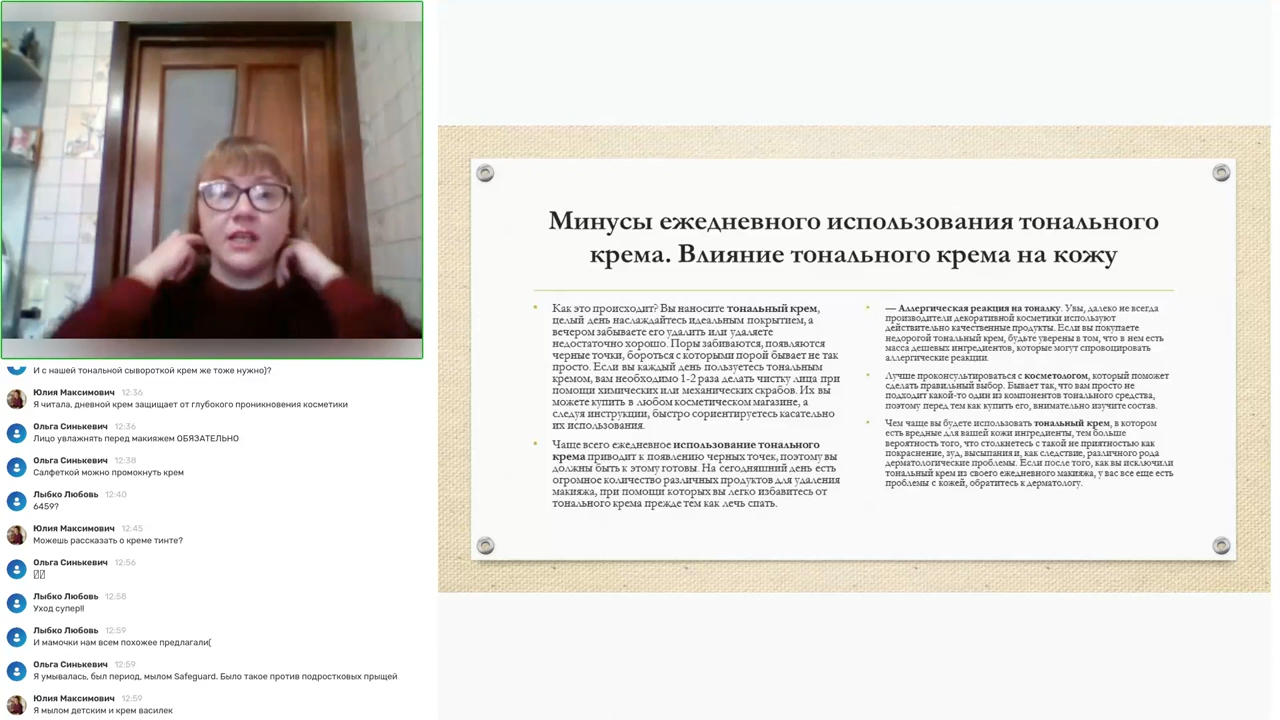 И с нашей тональной сывороткой крем же тоже нужно)?
Юлия Максимович 12:36
Я читала, дневной крем защищает от глубокого проникновения косметики
Ольга Синькевич 12:36
Лицо увлажнять перед макияжем ОБЯЗАТЕЛЬНО
Ольга Синькевич 12:38
Салфеткой можно промокнуть крем
Лыбко Любовь 12:40
6459?
Юлия Максимович 12:45
Можешь рассказать о креме тинте?
Ольга Синькевич 12:56
Лыбко Любовь 12:58
Уход супер!!
Лыбко Любовь 12:59
И мамочки нам всем похожее предлагали(
Ольга Синькевич 12:59
Я умывалась, был период, мылом Safeguard. Было такое против подростковых прыщей
Юлия Максимович 12:59
Я мылом детским и крем василек
Минусы ежедневного использования тонального
крема. Влияние тонального крема на кожу
Как это происходит? Вы наносите тональный крем,
целый день наслаждайтесь идеальным покрытием, а
вечером забываете его удалить или удаляете
недостаточно хорошо. Поры забиваются, появляются
черные точки, бороться с которыми порой бывает не так
просто. Если вы каждый день пользуетесь тональным
кремом, вам необходимо 1-2 раза делать чистку лица при
помощи химических или механических скрабов. Их вы
можете купить в любом косметическом магазине, а
следуя инструкции, быстро сориентируетесь касательно
их использования.
Чаще всего ежедневное использование тонального
крема приводит к появлению черных точек, поэтому вы
должны быть к этому готовы. На сегодняшний день есть
огромное количество различных продуктов для удаления
макияжа, при помощи которых вы легко избавитесь от
тонального крема прежде тем как лечь спать.
— Аллергическая реакция на тоналку. Увы, далеко не всегда
производители декоративной косметики используют
действительно качественные продукты. Если вы покупаете
недорогой тональный крем, будьте уверены в том, что в нем есть
масса дешевых ингредиентов, которые могут спровоцировать
аллергические реакции.
Лучше проконсультироваться с косметологом, который поможет
сделать правильный выбор. Бывает так, что вам просто не
подходит какой-то один из компонентов тонального средства,
поэтому перед тем как купить его, внимательно изучите состав.
Чем чаще вы будете использовать тональный крем, в котором
есть вредные для вашей кожи ингредиенты, тем больше
вероятность того, что столкнетесь с такой не приятностью как
покраснение, зуд, высыпания и, как следствие, различного рода
дерматологические проблемы. Если после того, как вы исключили
тональный крем из своего ежедневного макияжа, у вас все еще есть
проблемы с кожей, обратитесь к дерматологу.